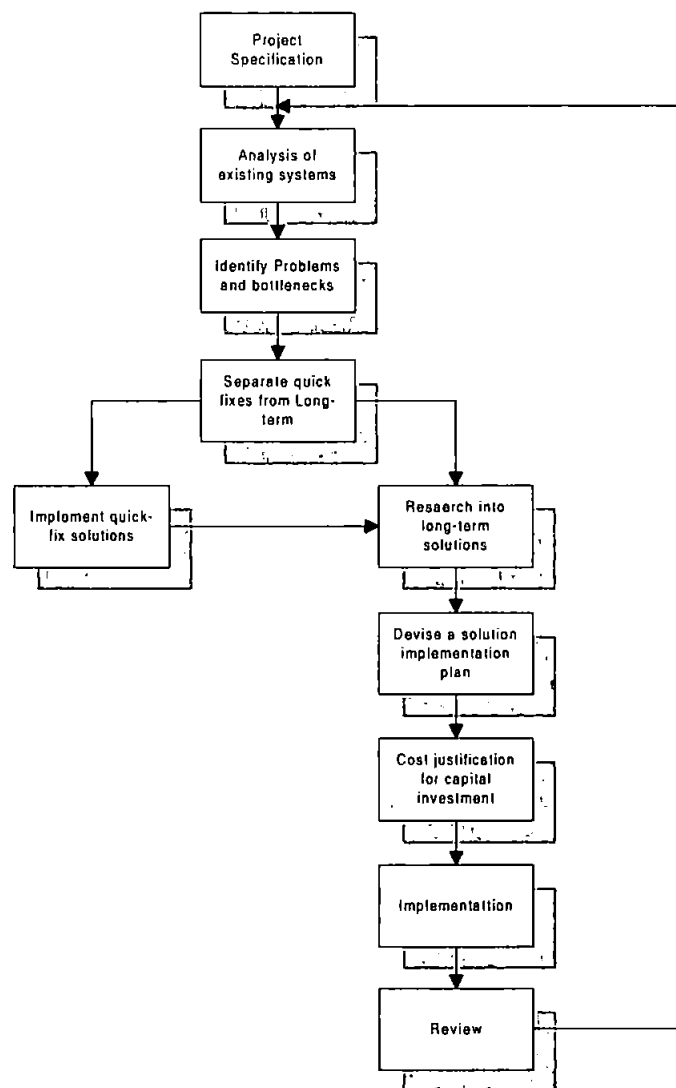 Project
Specification
Analysis of
existing systems
Identify Problems
and bottlenecks
Separate quick
fixes from Long-
term
Implement quick-
fix solutions
Research into
long-term
solutions
Devise a solution
implementation
plan
Cost justification
for capital
investment
Implementattion
Review